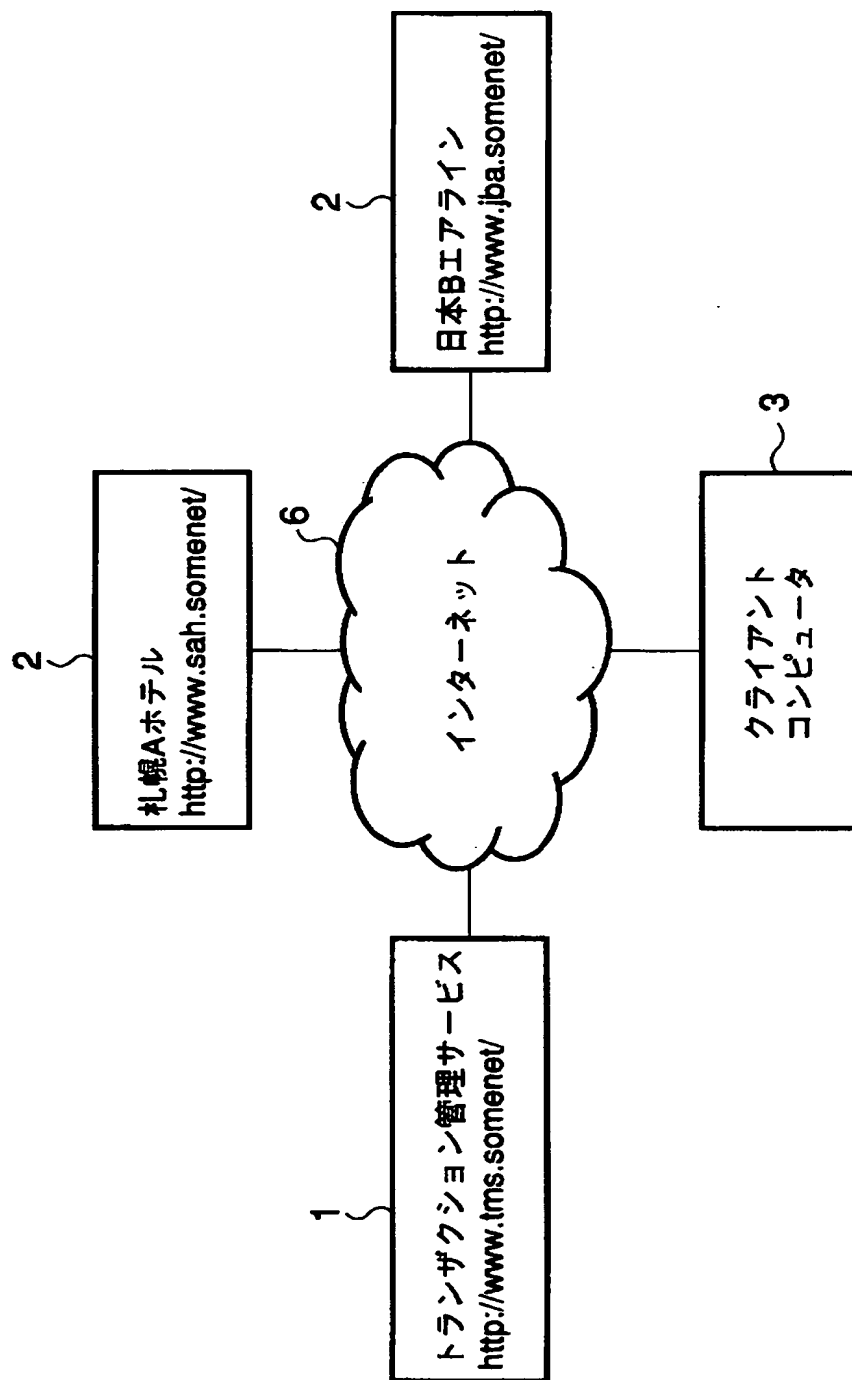 2
札幌Aホテル
http://www.sah.somenet/
1
トランザクション管理サービス
http://www.tms.somenet/
6
インターネット
2
日本Bエアライン
http://www.jba.somenet/
3
クライアント
コンピュータ